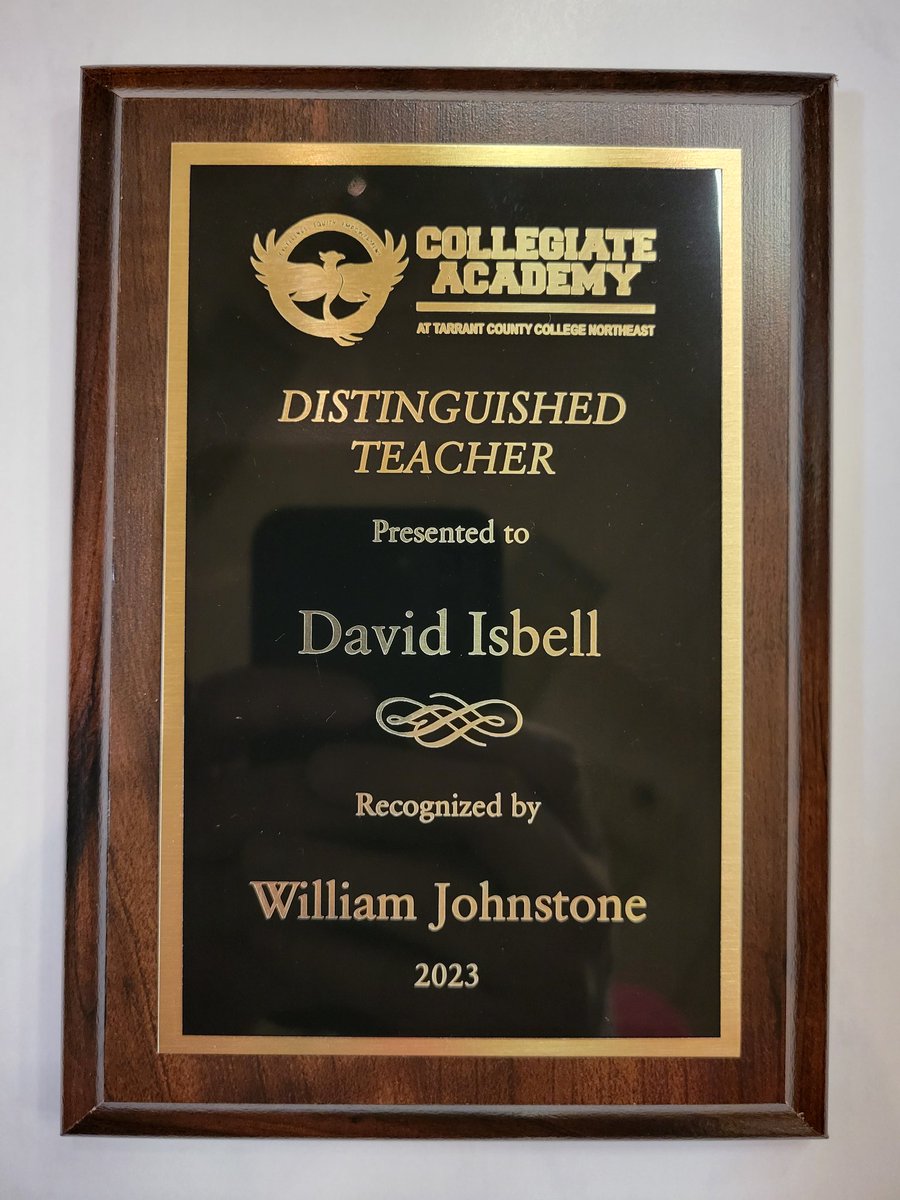 COLLEGIATE
ACADEMY
AT TARRANT COUNTY COLLEGE NORTHEAST
DISTINGUISHED
TEACHER
Presented to
David Isbell
Recognized by
William Johnstone
2023